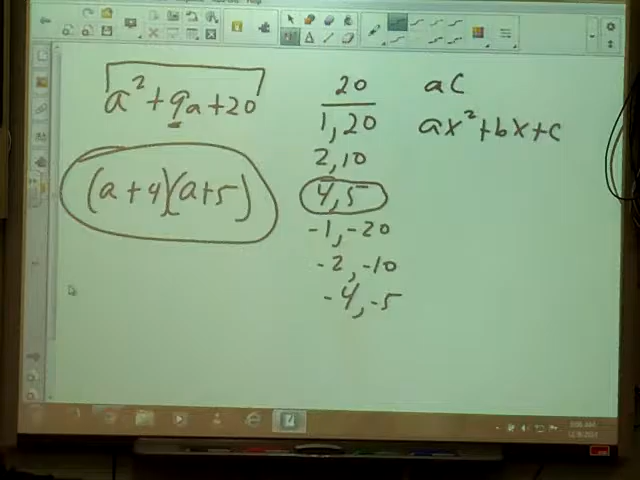 a² + 9a + 20
(a + 4)(a + 5)
20
1, 20
2, 10
4, 5
-1, -20
-2, -10
-4, -5
ac
ax² + bx + c